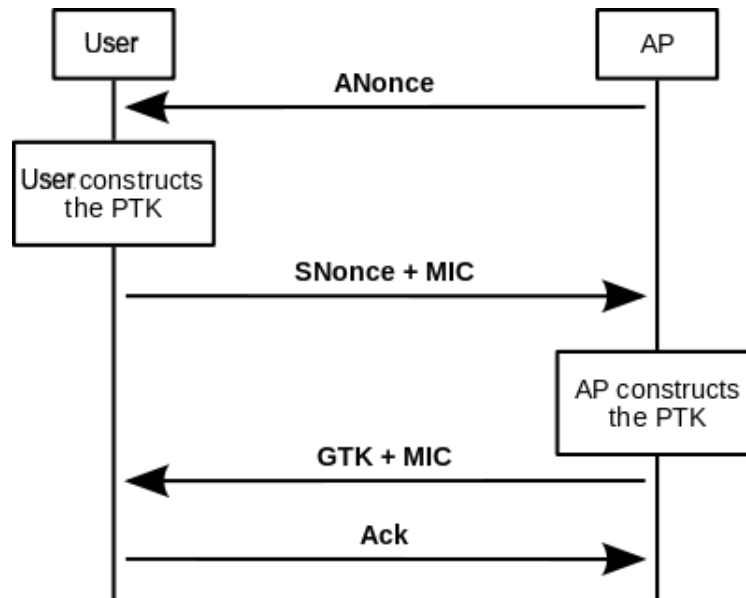 User
AP
ANonce
User constructs
the PTK
SNonce + MIC
AP constructs
the PTK
GTK + MIC
Ack